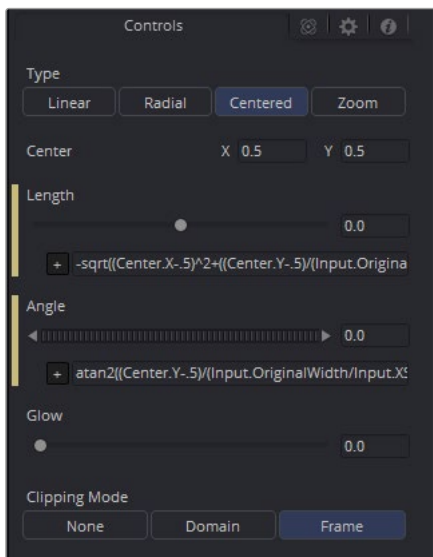 Controls
Type
Linear Radial Centered Zoom
Center X 0.5 Y 0.5
Length
0.0
+ -sqrt((Center.X-.5)^2+((Center.Y-.5)/(Input.Origina
Angle
0.0
+ atan2((Center.Y-.5)/(Input.OriginalWidth/Input.XS
Glow
0.0
Clipping Mode
None Domain Frame